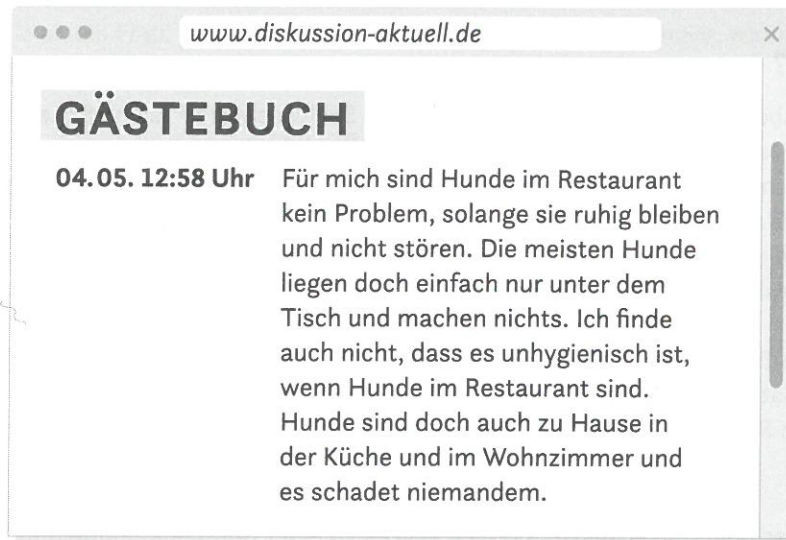 www.diskussion-aktuell.de
GÄSTEBUCH
04.05. 12:58 Uhr Für mich sind Hunde im Restaurant
kein Problem, solange sie ruhig bleiben
und nicht stören. Die meisten Hunde
liegen doch einfach nur unter dem
Tisch und machen nichts. Ich finde
auch nicht, dass es unhygienisch ist,
wenn Hunde im Restaurant sind.
Hunde sind doch auch zu Hause in
der Küche und im Wohnzimmer und
es schadet niemandem.